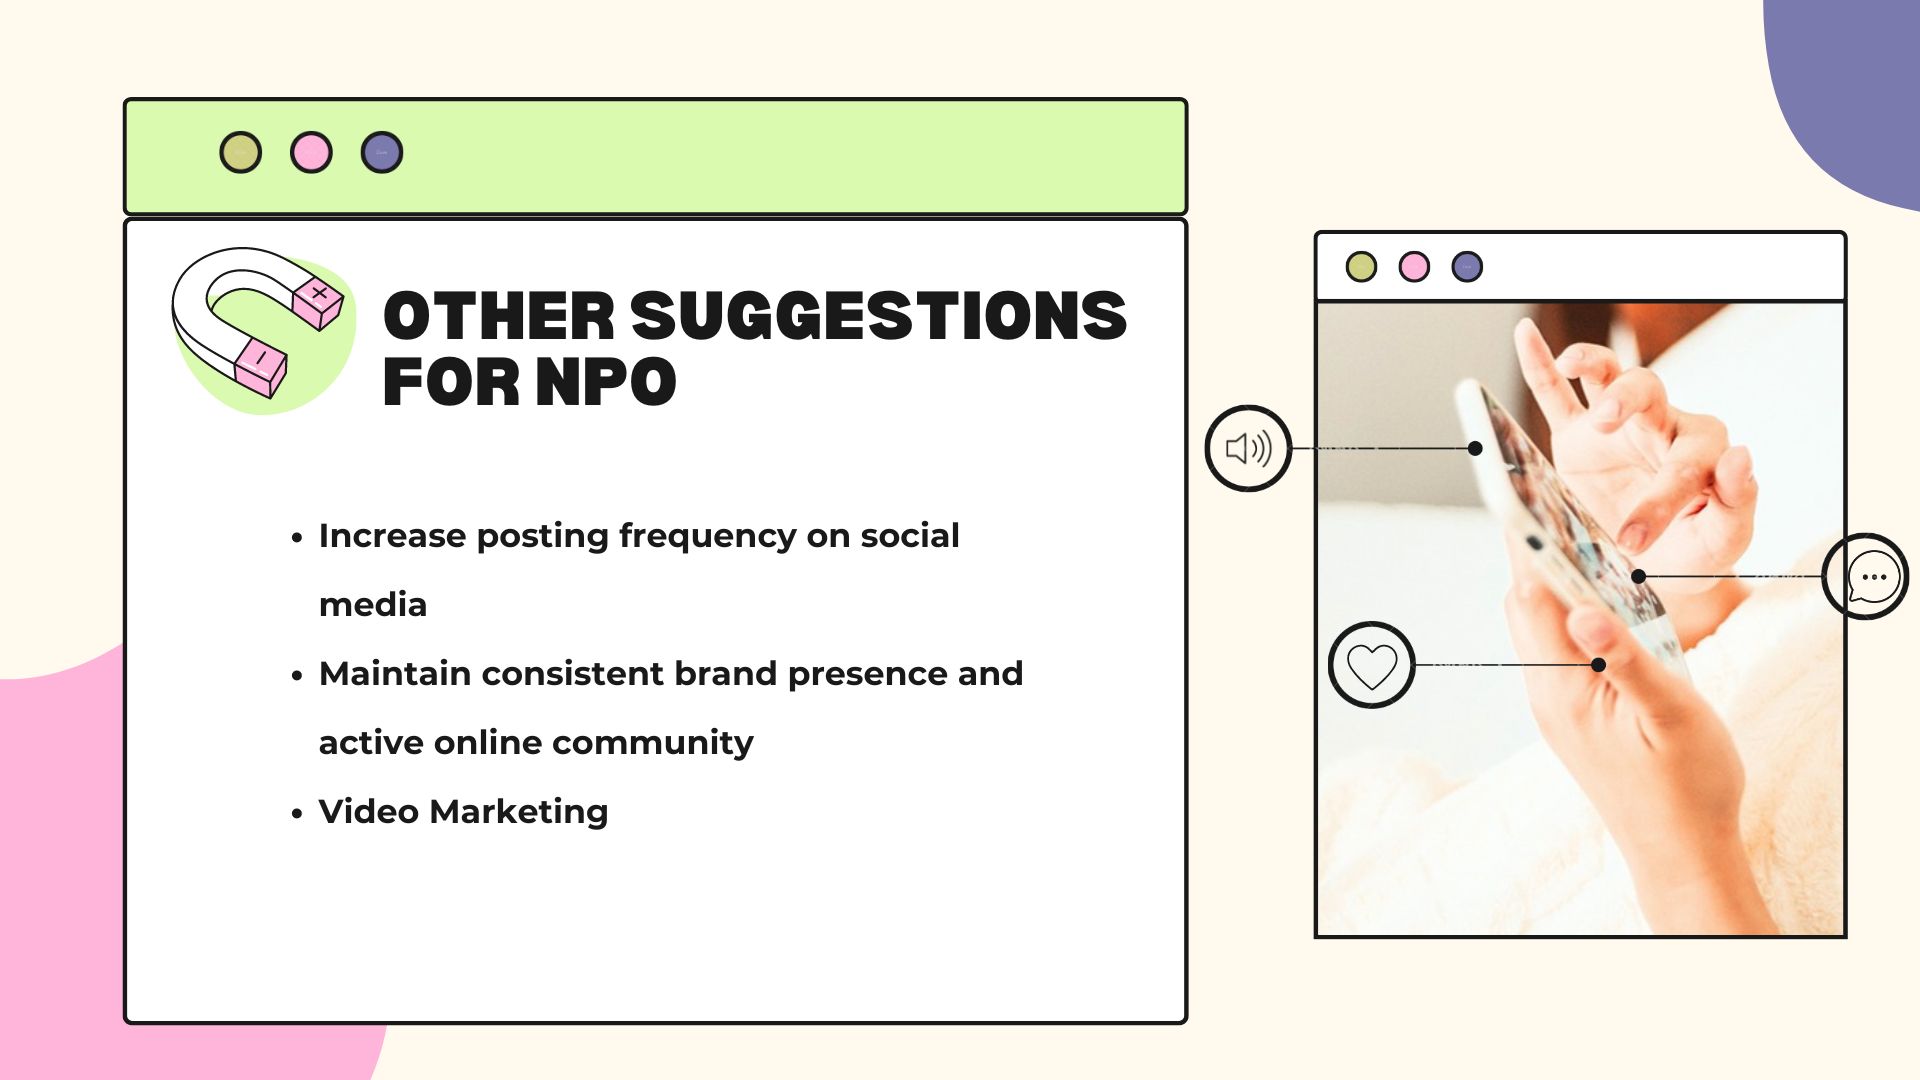 OTHER SUGGESTIONS
FOR NPO
• Increase posting frequency on social
media
• Maintain consistent brand presence and
active online community
• Video Marketing